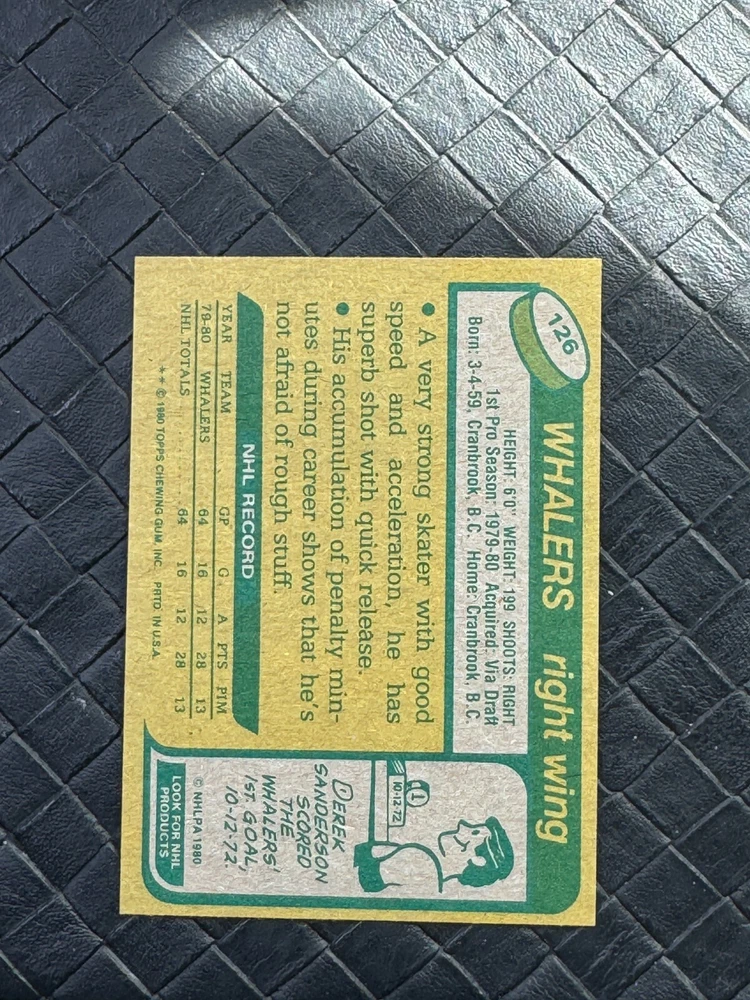 126
WHALERS right wing
HEIGHT: 6'0" WEIGHT: 199 SHOOTS: RIGHT
1st Pro Season: 1979-80 Acquired: Via Draft
Born: 3-4-59, Cranbrook, B.C. Home: Cranbrook, B.C.
• A very strong skater with good
speed and acceleration, he has
superb shot with quick release.
• His accumulation of penalty min-
utes during career shows that he's
not afraid of rough stuff.
NHL RECORD
YEAR TEAM GP G A PTS PIM
79-80 WHALERS 64 16 12 28 13
NHL TOTALS 64 16 12 28 13
** © 1980 TOPPS CHEWING GUM, INC. PRTD IN U.S.A.
10-12-72
DEREK
SANDERSON
SCORED
THE
WHALERS'
1ST GOAL,
10-12-72.
© NHLPA 1980
LOOK FOR NHL
PRODUCTS